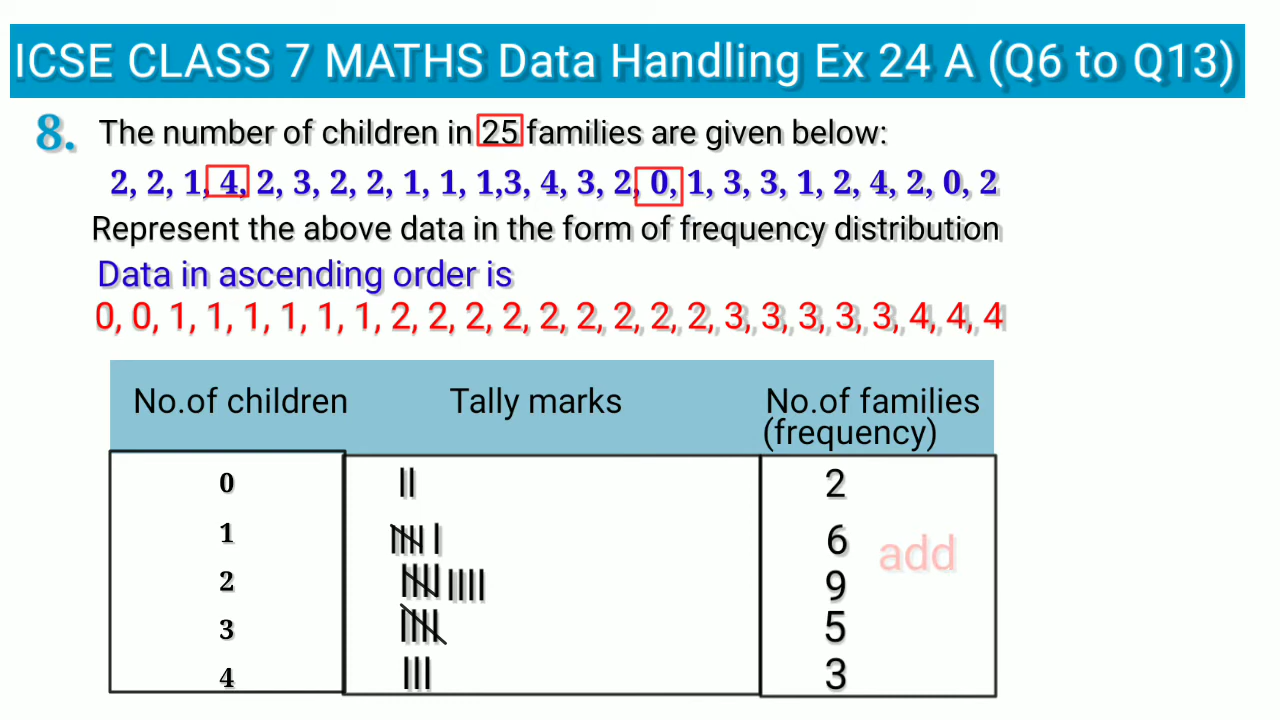 ICSE CLASS 7 MATHS Data Handling Ex 24 A (Q6 to Q13)
8. The number of children in 25 families are given below:
2, 2, 1, 4, 2, 3, 2, 2, 1, 1, 1,3, 4, 3, 2, 0, 1, 3, 3, 1, 2, 4, 2, 0, 2
Represent the above data in the form of frequency distribution
Data in ascending order is
0, 0, 1, 1, 1, 1, 1, 1, 2, 2, 2, 2, 2, 2, 2, 2, 2, 3, 3, 3, 3, 3, 4, 4, 4
No.of children Tally marks No.of families
(frequency)
0 2
1 6 add
2 9
3 5
4 3